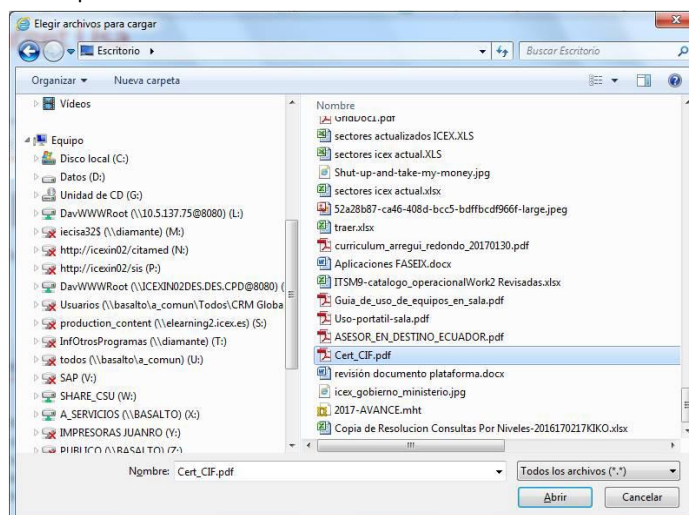 Elegir archivos para cargar
Escritorio
Buscar Escritorio
Organizar
Nueva carpeta
Vídeos
Equipo
Disco local (C:)
Datos (D:)
Unidad de CD (G:)
DavWWWRoot (\\10.5.137.75@8080) (L:)
iecisa32$ (\\diamante) (M:)
http://icexin02/citamed (N:)
http://icexin02/sis (P:)
DavWWWRoot (\\ICEXIN02DES.DES.CPD@8080) (
Usuarios (\\basalto\a_comun\Todos\CRM Globa
production_content (\\elearning2.icex.es) (S:)
InfOtrosProgramas (\\diamante) (T:)
todos (\\basalto\a_comun) (U:)
SAP (V:)
SHARE_CSU (W:)
A_SERVICIOS (\\BASALTO) (X:)
IMPRESORAS JUANRO (Y:)
PUBLICO (\\BASALTO) (Z:)
Nombre
GridDoc1.pdf
sectores actualizados ICEX.XLS
sectores icex actual.XLS
Shut-up-and-take-my-money.jpg
sectores icex actual.xlsx
52a28b87-ca46-408d-bcc5-bdffbcdf966f-large.jpeg
traer.xlsx
curriculum_arregui_redondo_20170130.pdf
Aplicaciones FASEIX.docx
ITSM9-catalogo_operacionalWork2 Revisadas.xlsx
Guia_de_uso_de_equipos_en_sala.pdf
Uso-portatil-sala.pdf
ASESOR_EN_DESTINO_ECUADOR.pdf
Cert_CIF.pdf
revisión documento plataforma.docx
icex_gobierno_ministerio.jpg
2017-AVANCE.mht
Copia de Resolucion Consultas Por Niveles-2016170217KIKO.xlsx
Nombre: Cert_CIF.pdf
Todos los archivos (*.*)
Abrir
Cancelar